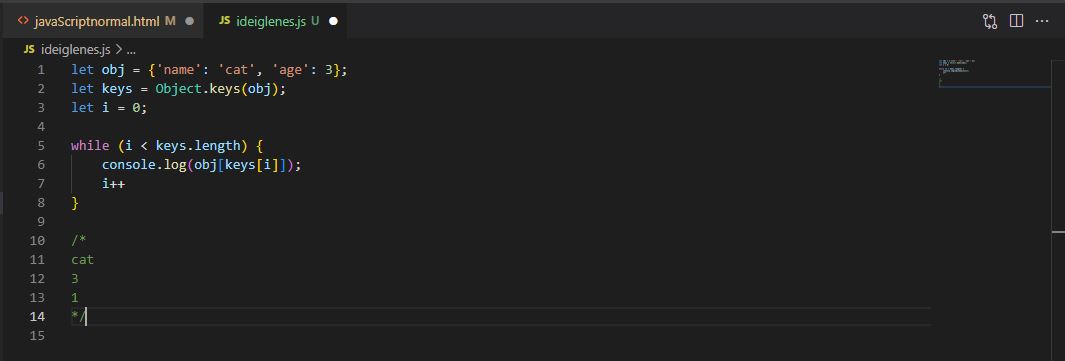 <> javaScriptnormal.html M ●
JS ideiglenes.js U ●
JS ideiglenes.js > ...
1 let obj = {'name': 'cat', 'age': 3};
2 let keys = Object.keys(obj);
3 let i = 0;
4
5 while (i < keys.length) {
6     console.log(obj[keys[i]]);
7     i++
8 }
9
10 /*
11 cat
12 3
13 1
14 */
15